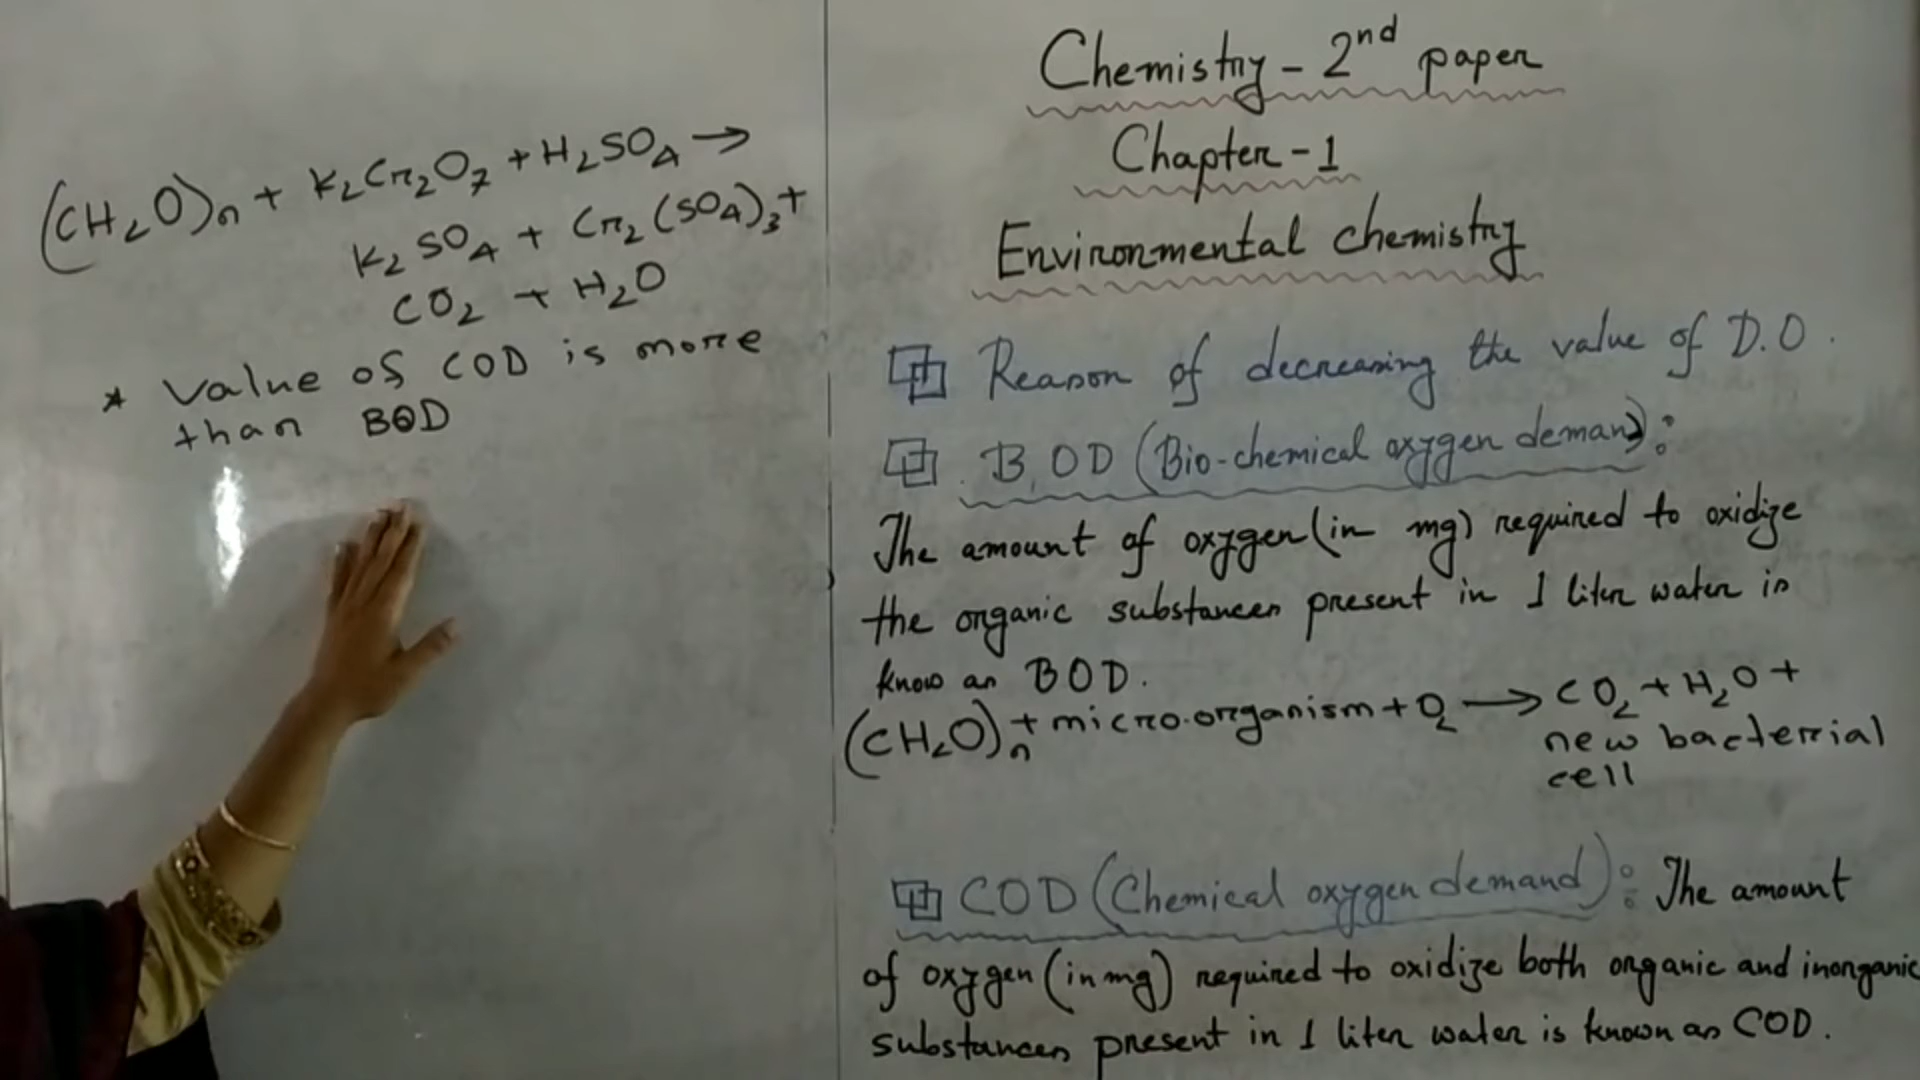 (CH₂O)n + K₂Cr₂O₇ + H₂SO₄ →
K₂SO₄ + Cr₂(SO₄)₃ +
CO₂ + H₂O
* Value of COD is more
than BOD
Chemistry - 2nd paper
Chapter - 1
Environmental chemistry
Reason of decreasing the value of D.O.
B.OD (Bio-chemical oxygen demand):
The amount of oxygen (in mg) required to oxidize
the organic substances present in 1 liter water is
know as BOD.
(CH₂O)n + micro-organism + O₂ → CO₂ + H₂O +
new bacterial
cell
COD (Chemical oxygen demand): The amount
of oxygen (in mg) required to oxidize both organic and inorganic
substances present in 1 liter water is known as COD.